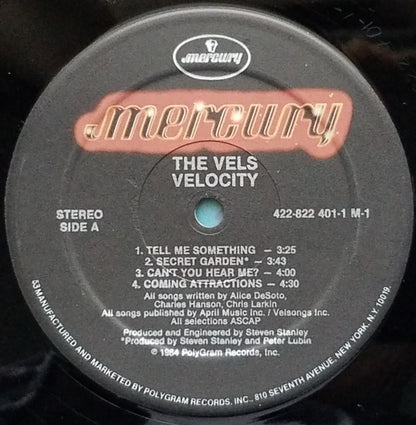 mercury
mercury
THE VELS
VELOCITY
STEREO
SIDE A
422-822 401-1 M-1
1. TELL ME SOMETHING - 3:25
2. SECRET GARDEN* - 3:43
3. CAN'T YOU HEAR ME? - 4:00
4. COMING ATTRACTIONS - 4:30
All songs written by Alice DeSoto,
Charles Hanson, Chris Larkin
All songs published by April Music Inc. / Velsongs Inc.
All selections ASCAP
Produced and Engineered by Steven Stanley
*Produced by Steven Stanley and Peter Lubin
© 1984 PolyGram Records, Inc.
53 MANUFACTURED AND MARKETED BY POLYGRAM RECORDS, INC., 810 SEVENTH AVENUE, NEW YORK, N.Y. 10019.